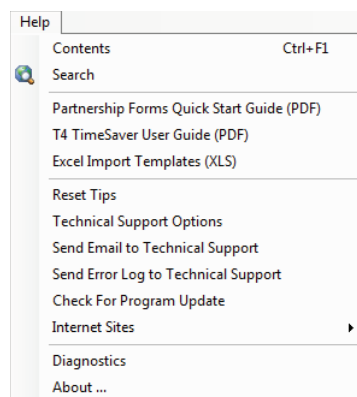 Help
Contents Ctrl+F1
Search
Partnership Forms Quick Start Guide (PDF)
T4 TimeSaver User Guide (PDF)
Excel Import Templates (XLS)
Reset Tips
Technical Support Options
Send Email to Technical Support
Send Error Log to Technical Support
Check For Program Update
Internet Sites
Diagnostics
About ...